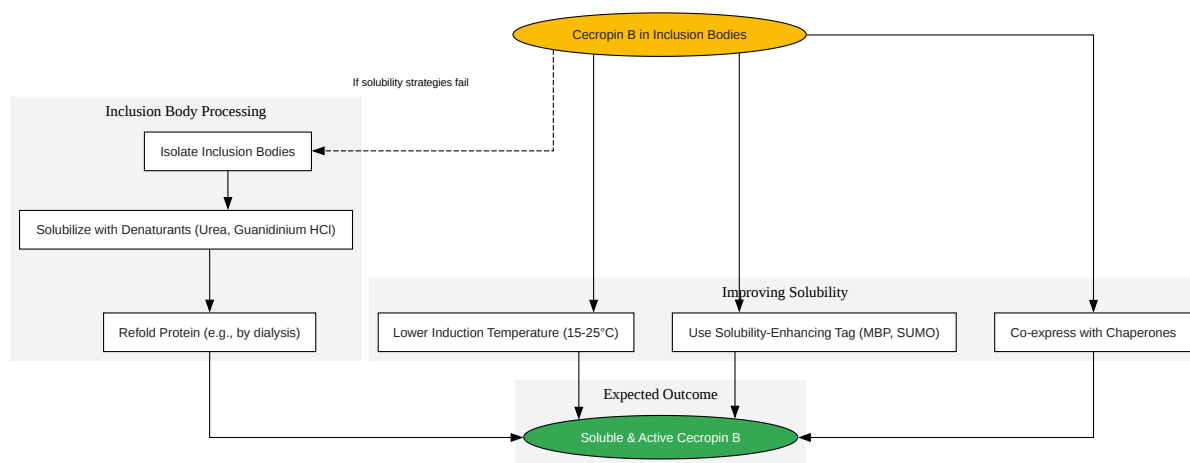 Cecropin B in Inclusion Bodies
If solubility strategies fail
Inclusion Body Processing
Isolate Inclusion Bodies
Solubilize with Denaturants (Urea, Guanidinium HCl)
Refold Protein (e.g., by dialysis)
Improving Solubility
Lower Induction Temperature (15-25°C)
Use Solubility-Enhancing Tag (MBP, SUMO)
Co-express with Chaperones
Expected Outcome
Soluble & Active Cecropin B